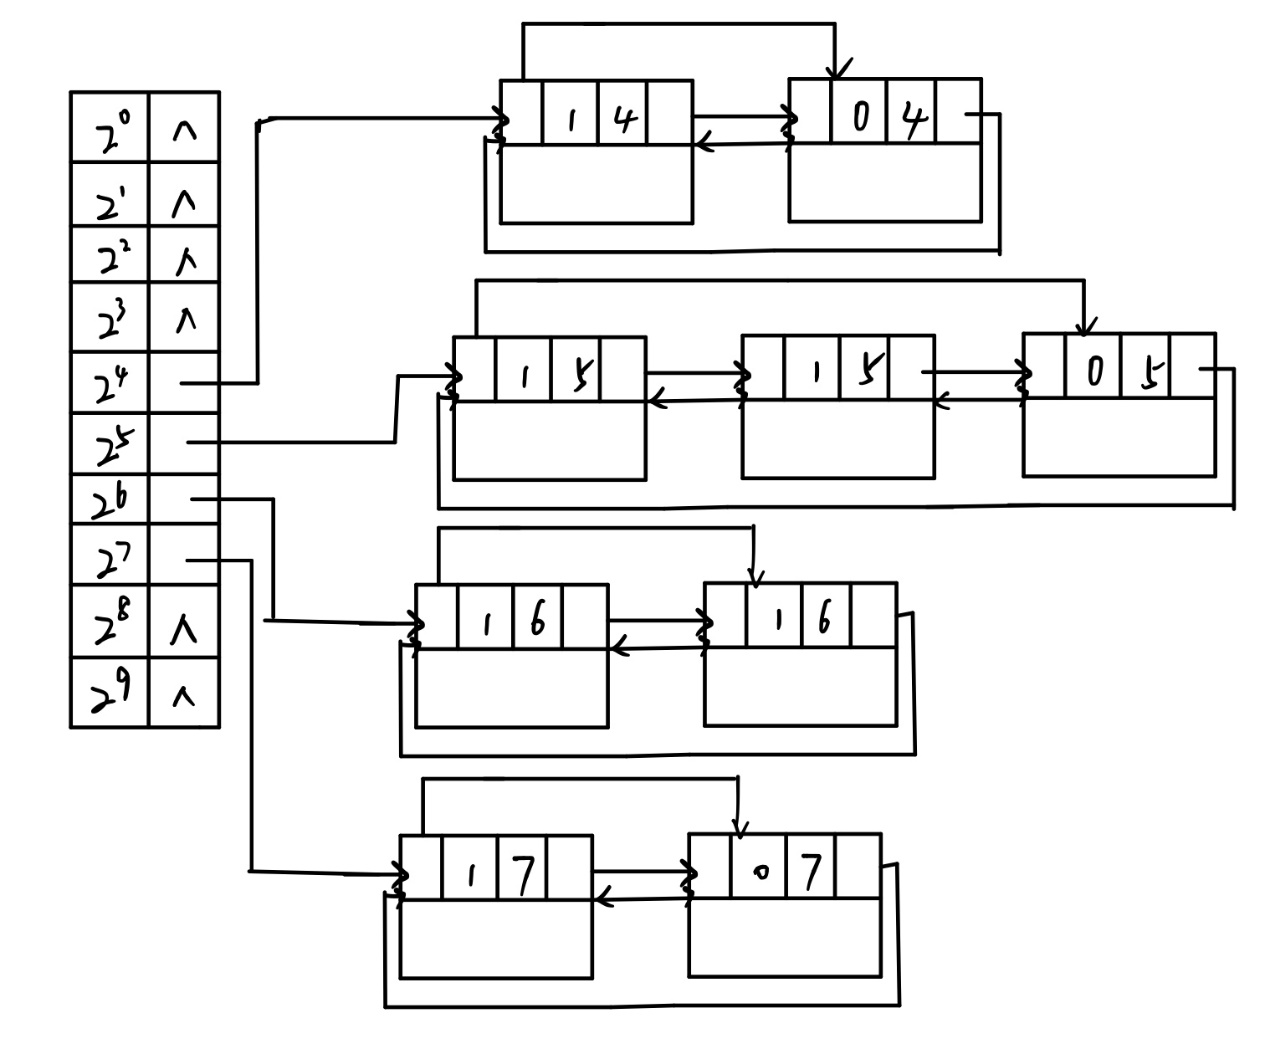 2⁰ ∧
2¹ ∧
2² ∧
2³ ∧
2⁴
2⁵
2⁶
2⁷
2⁸ ∧
2⁹ ∧
1 4 0 4
1 5 1 5 0 5
1 6 1 6
1 7 0 7